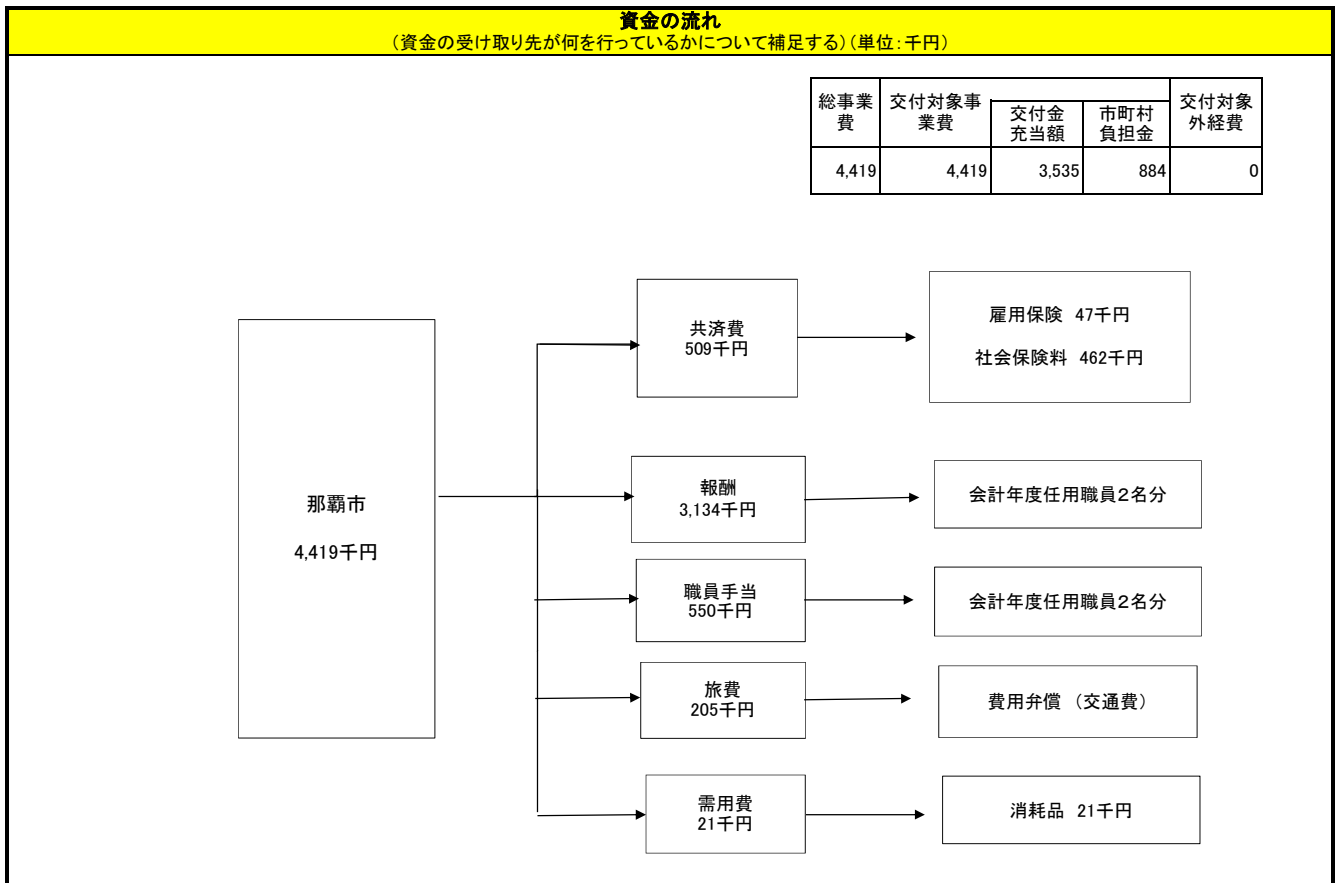 資金の流れ
（資金の受け取り先が何を行っているかについて補足する）（単位：千円）
総事業費 交付対象事業費 交付金充当額 市町村負担金 交付対象外経費
4,419 4,419 3,535 884 0
那覇市
4,419千円
共済費
509千円
雇用保険 47千円
社会保険料 462千円
報酬
3,134千円
会計年度任用職員２名分
職員手当
550千円
会計年度任用職員２名分
旅費
205千円
費用弁償 （交通費）
需用費
21千円
消耗品 21千円